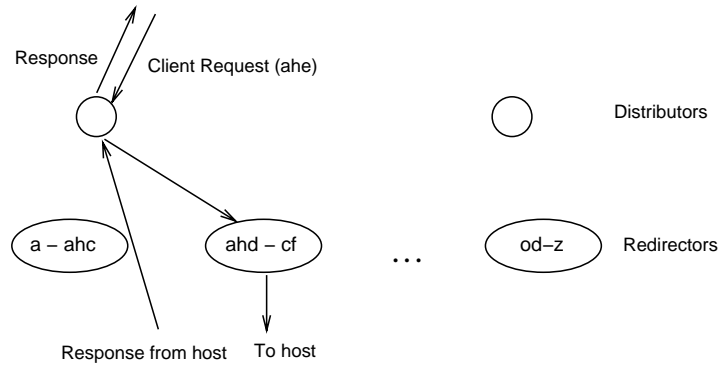 Response
Client Request (ahe)
Distributors
a − ahc
ahd − cf
...
od−z
Redirectors
Response from host
To host